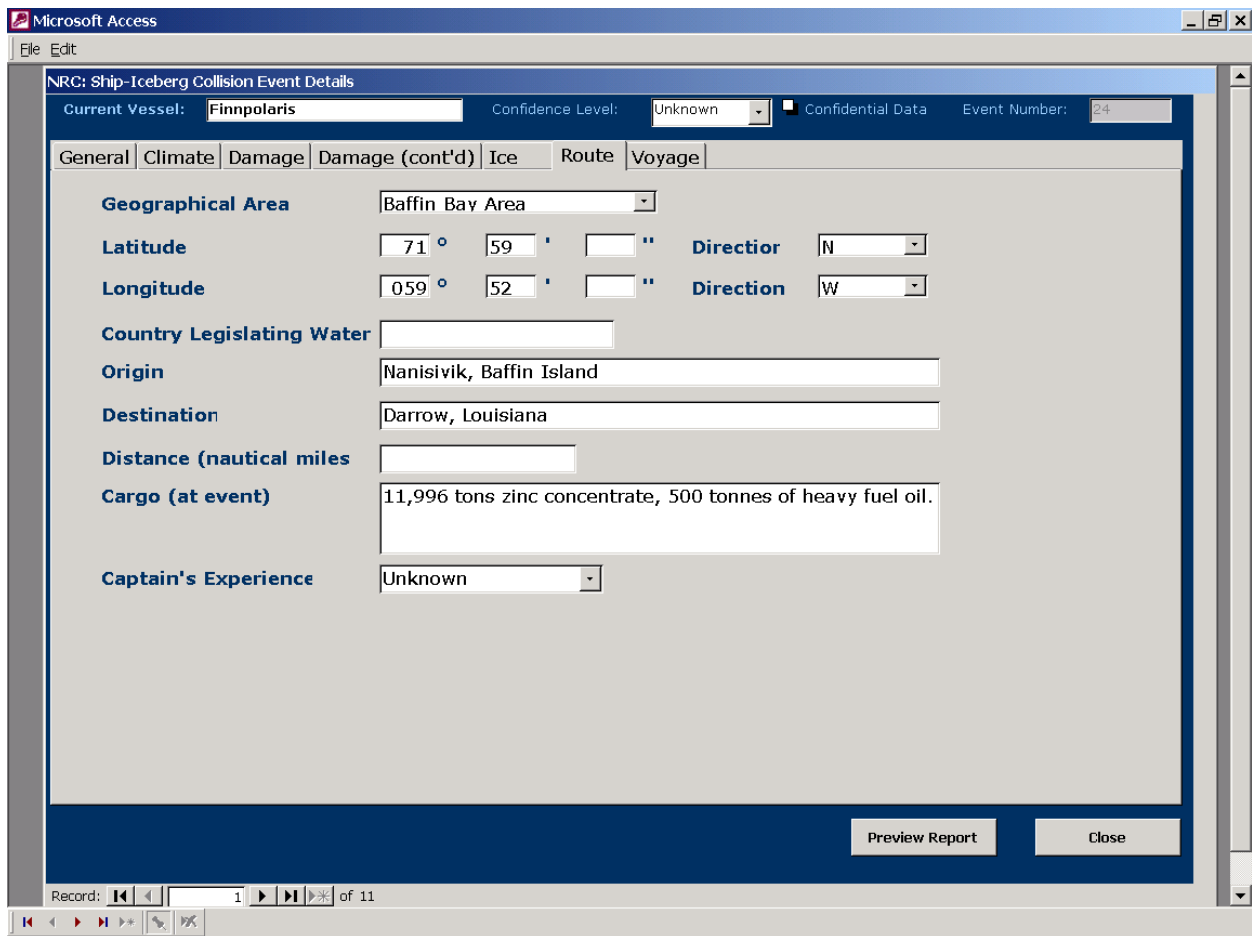 Microsoft Access
File Edit
NRC: Ship-Iceberg Collision Event Details
Current Vessel: Finnpolaris Confidence Level: Unknown Confidential Data Event Number: 24
General Climate Damage Damage (cont'd) Ice Route Voyage
Geographical Area Baffin Bay Area
Latitude 71 ° 59 ' " Directior N
Longitude 059 ° 52 ' " Direction W
Country Legislating Water
Origin Nanisivik, Baffin Island
Destination Darrow, Louisiana
Distance (nautical miles
Cargo (at event) 11,996 tons zinc concentrate, 500 tonnes of heavy fuel oil.
Captain's Experience Unknown
Preview Report Close
Record: 1 of 11